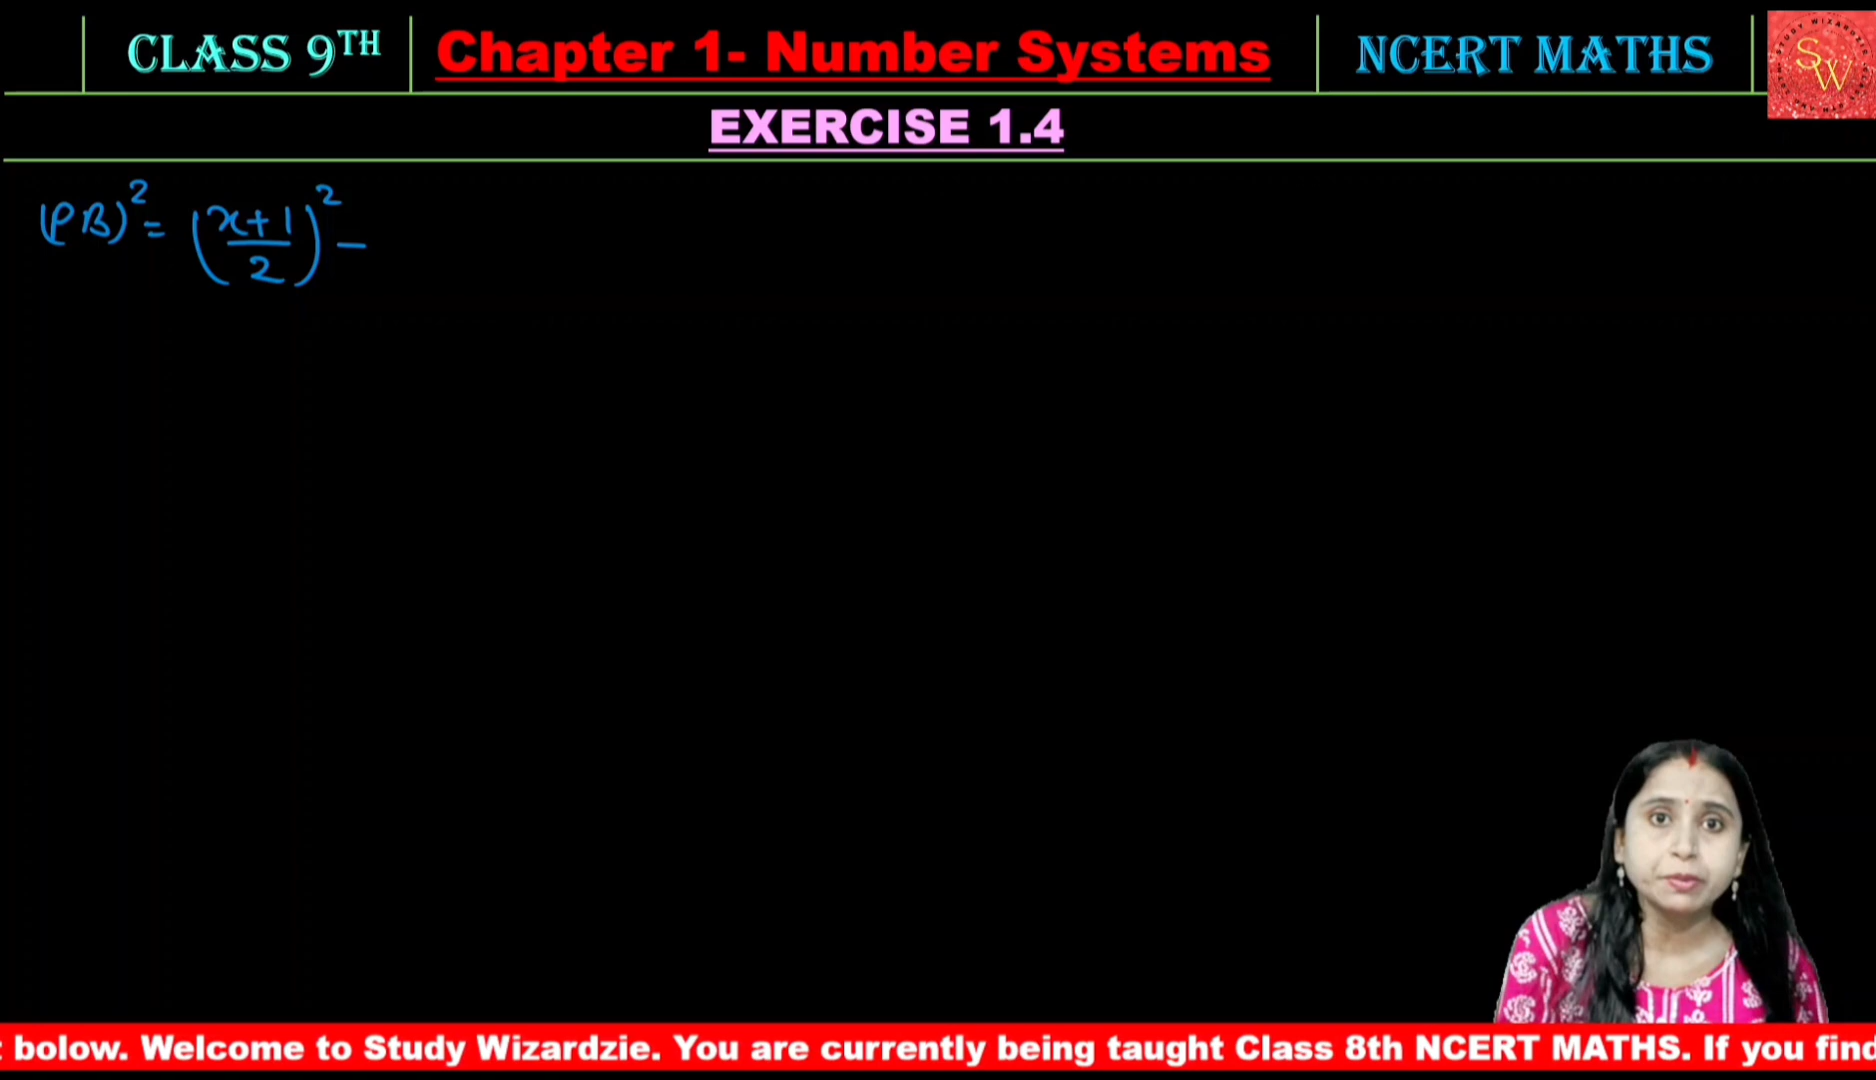 CLASS 9TH
Chapter 1- Number Systems
NCERT MATHS
SW
EXERCISE 1.4
(PB)² = (x+1/2)² −
bolow. Welcome to Study Wizardzie. You are currently being taught Class 8th NCERT MATHS. If you find